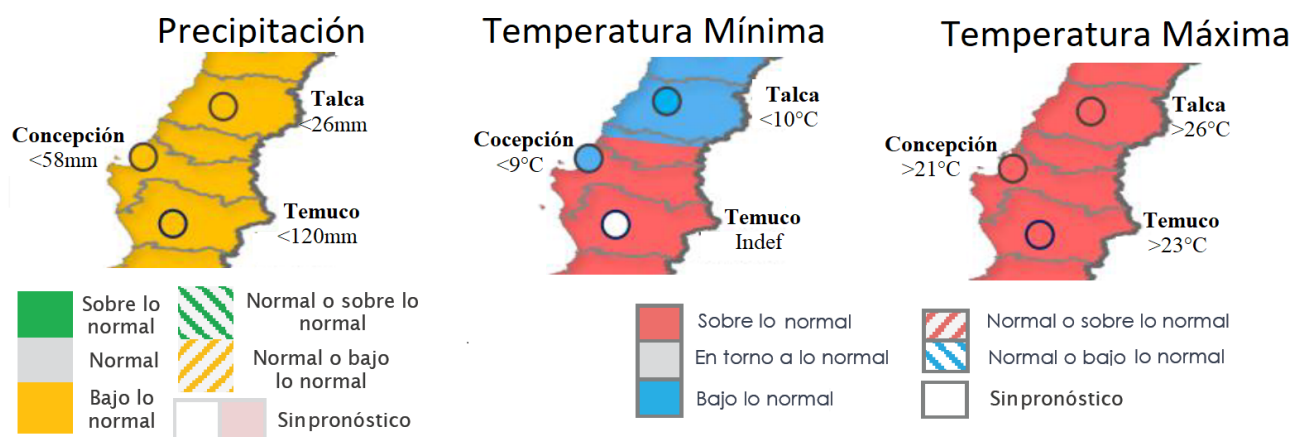 Precipitación
Talca
<26mm
Concepción
<58mm
Temuco
<120mm
Sobre lo
normal
Normal
Bajo lo
normal
Normal o sobre lo
normal
Normal o bajo
lo normal
Sin pronóstico
Temperatura Mínima
Talca
<10°C
Cocepción
<9°C
Temuco
Indef
Temperatura Máxima
Talca
>26°C
Concepción
>21°C
Temuco
>23°C
Sobre lo normal
En torno a lo normal
Bajo lo normal
Normal o sobre lo normal
Normal o bajo lo normal
Sin pronóstico